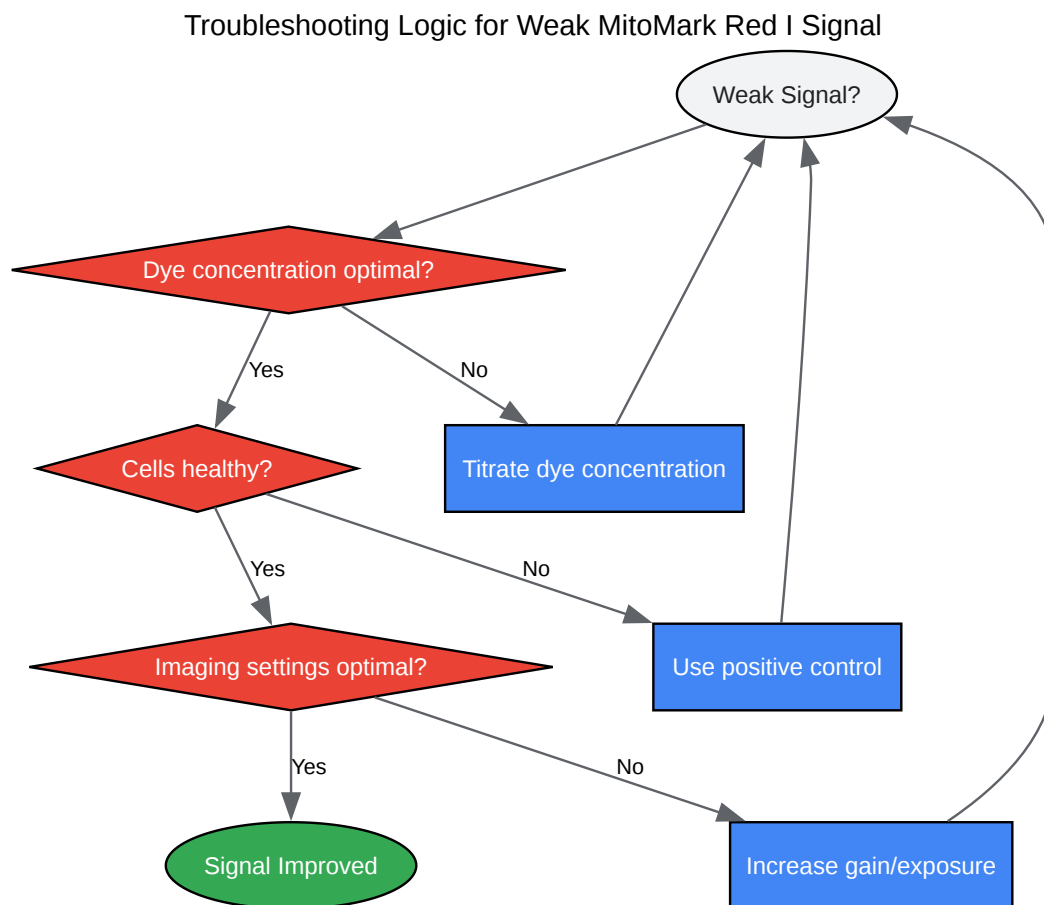 Troubleshooting Logic for Weak MitoMark Red I Signal
Weak Signal?
Dye concentration optimal?
Yes
No
Cells healthy?
Titrate dye concentration
Yes
No
Imaging settings optimal?
Use positive control
Yes
No
Signal Improved
Increase gain/exposure